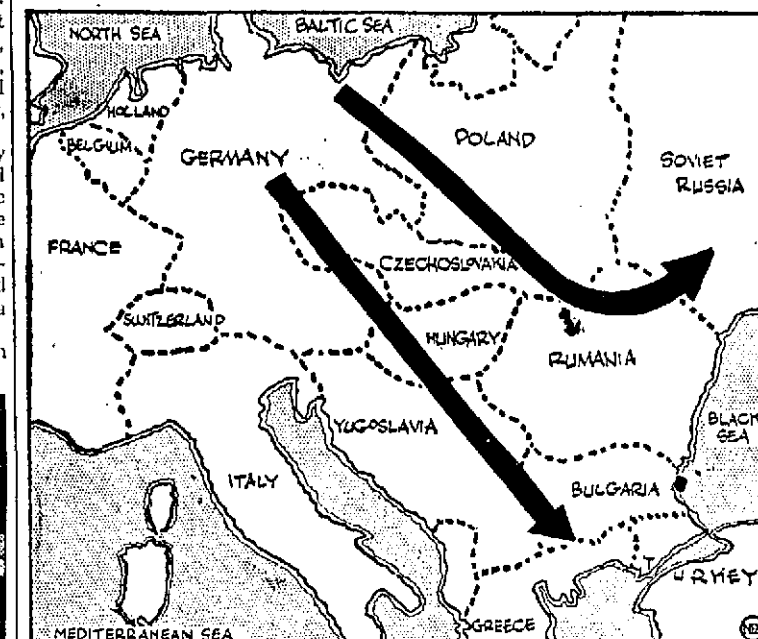 NORTH SEA
BALTIC SEA
HOLLAND
BELGIUM
GERMANY
POLAND
SOVIET
RUSSIA
FRANCE
CZECHOSLOVAKIA
SWITZERLAND
HUNGARY
RUMANIA
YUGOSLAVIA
BLACK
SEA
ITALY
BULGARIA
TURKEY
GREECE
MEDITERRANEAN SEA